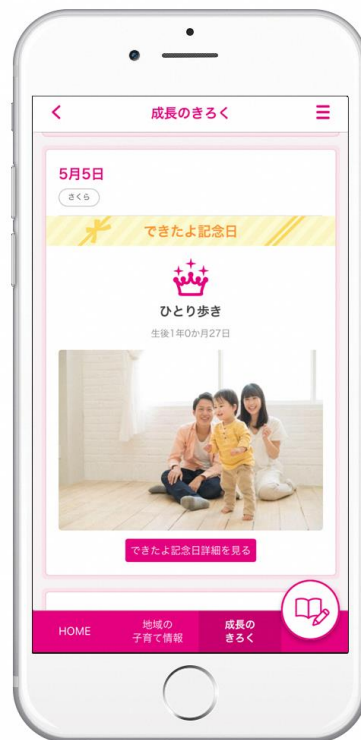 成長のきろく
5月5日
さくら
できたよ記念日
ひとり歩き
生後1年0か月27日
できたよ記念日詳細を見る
HOME
地域の
子育て情報
成長の
きろく